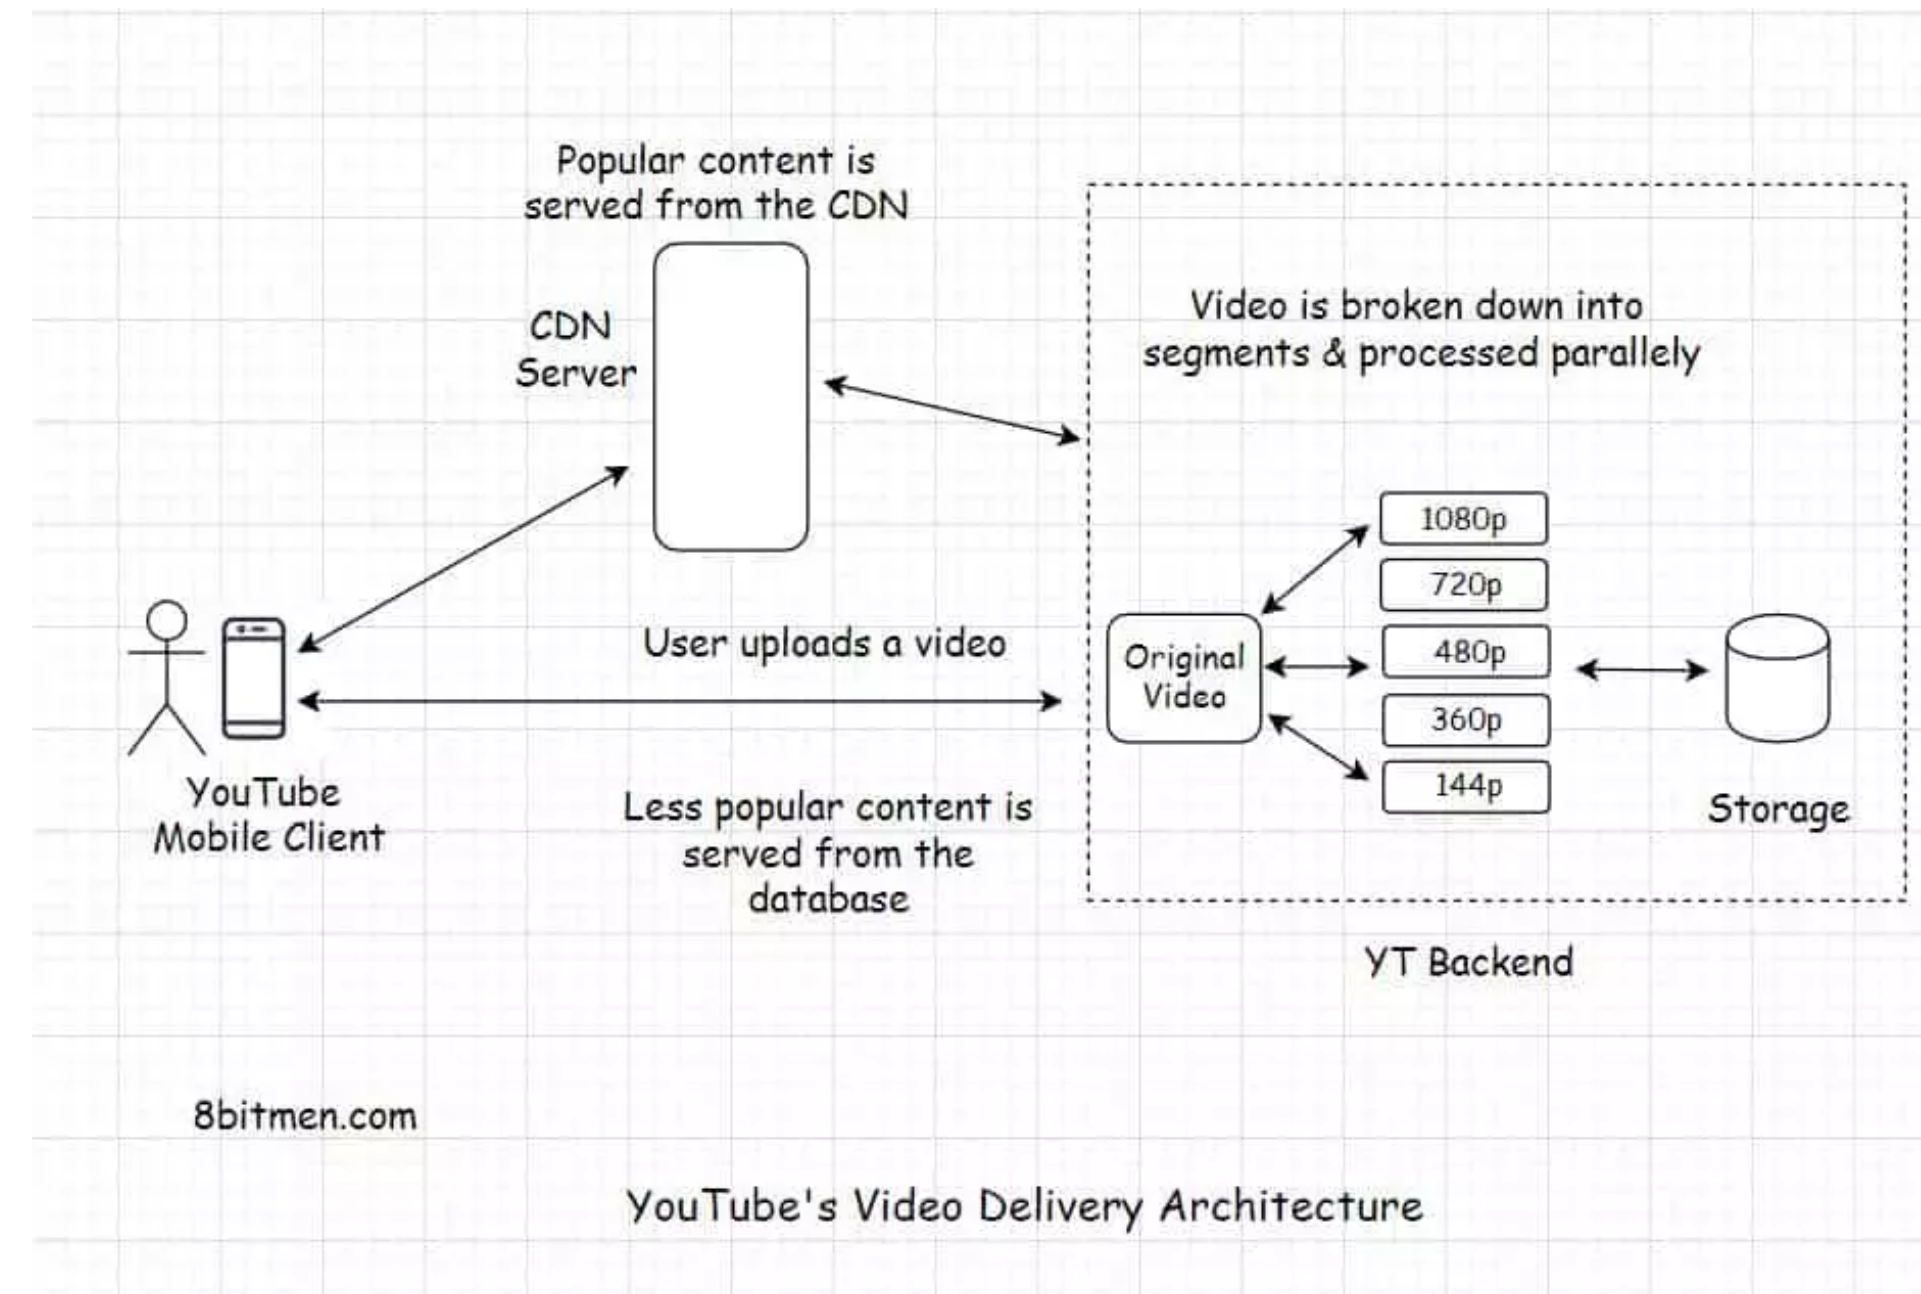 Popular content is
served from the CDN
CDN
Server
Video is broken down into
segments & processed parallely
1080p
720p
480p
360p
144p
Original
Video
Storage
User uploads a video
YouTube
Mobile Client
Less popular content is
served from the
database
YT Backend
8bitmen.com
YouTube's Video Delivery Architecture